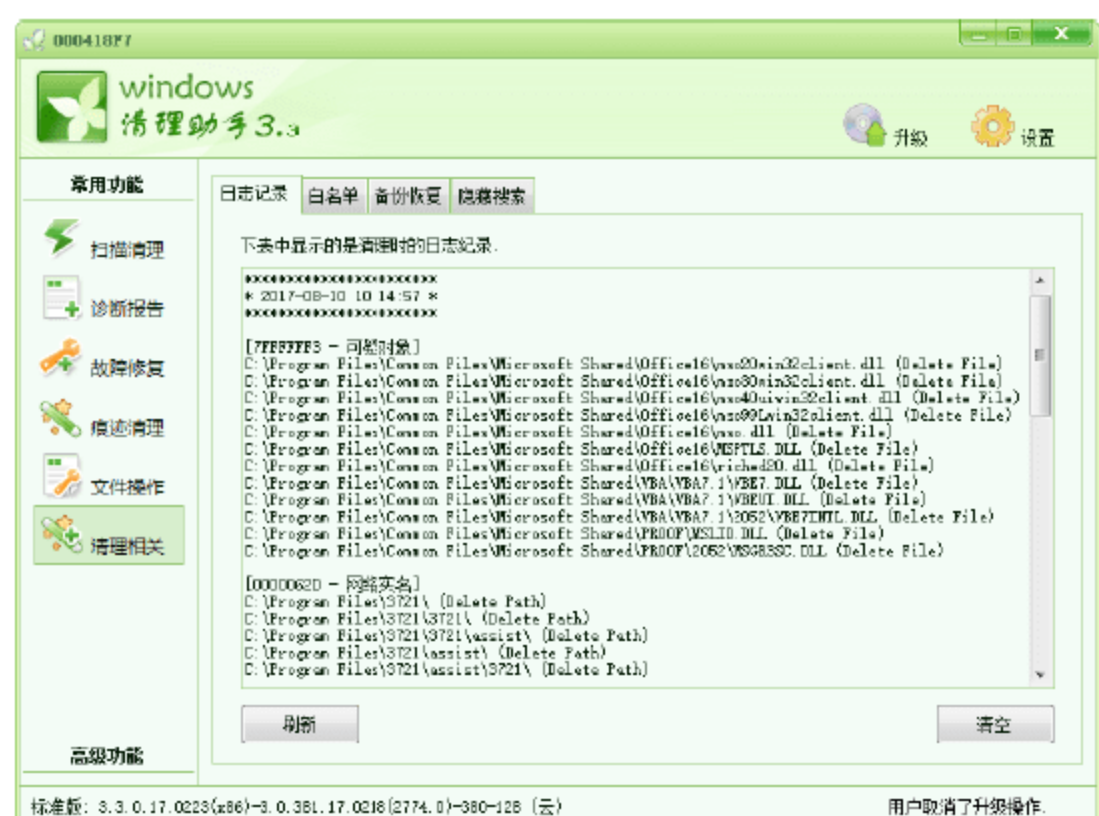 000418F7
windows
清理助手3.3
升级
设置
常用功能
扫描清理
诊断报告
故障修复
痕迹清理
文件操作
清理相关
高级功能
日志记录 白名单 备份恢复 隐藏搜索
下表中显示的是清理时的日志纪录.
* 2017-08-10 10:14:57 *
[7FFFFFF3 - 可疑对象]
C:\Program Files\Common Files\Microsoft Shared\Office16\mso20win32client.dll (Delete File)
C:\Program Files\Common Files\Microsoft Shared\Office16\mso30win32client.dll (Delete File)
C:\Program Files\Common Files\Microsoft Shared\Office16\mso40uiwin32client.dll (Delete File)
C:\Program Files\Common Files\Microsoft Shared\Office16\mso99Lwin32client.dll (Delete File)
C:\Program Files\Common Files\Microsoft Shared\Office16\mso.dll (Delete File)
C:\Program Files\Common Files\Microsoft Shared\Office16\MSPTLS.DLL (Delete File)
C:\Program Files\Common Files\Microsoft Shared\Office16\riched20.dll (Delete File)
C:\Program Files\Common Files\Microsoft Shared\VBA\VBA7.1\VBE7.DLL (Delete File)
C:\Program Files\Common Files\Microsoft Shared\VBA\VBA7.1\VBEUI.DLL (Delete File)
C:\Program Files\Common Files\Microsoft Shared\VBA\VBA7.1\2052\VBE7INTL.DLL (Delete File)
C:\Program Files\Common Files\Microsoft Shared\PROOF\MSLID.DLL (Delete File)
C:\Program Files\Common Files\Microsoft Shared\PROOF\2052\MSGR3SC.DLL (Delete File)
[0000062D - 网络实名]
C:\Program Files\3721\ (Delete Path)
C:\Program Files\3721\3721\ (Delete Path)
C:\Program Files\3721\3721\assist\ (Delete Path)
C:\Program Files\3721\assist\ (Delete Path)
C:\Program Files\3721\assist\3721\ (Delete Path)
刷新
清空
标准版: 3.3.0.17.0223(x86)-3.0.381.17.0218(2774.0)-380-128 (云)
用户取消了升级操作.